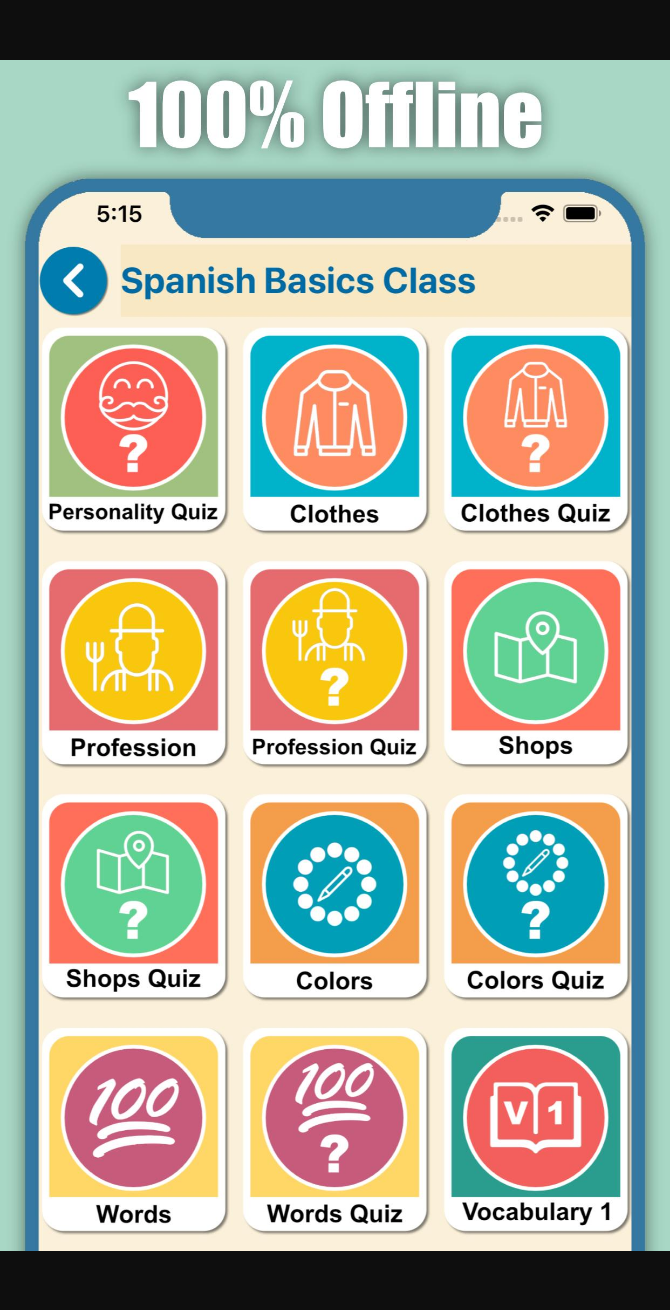 100% Offline
5:15
Spanish Basics Class
?
?
Personality Quiz
Clothes
Clothes Quiz
?
Profession
Profession Quiz
Shops
?
?
Shops Quiz
Colors
Colors Quiz
100
100
?
V 1
Words
Words Quiz
Vocabulary 1